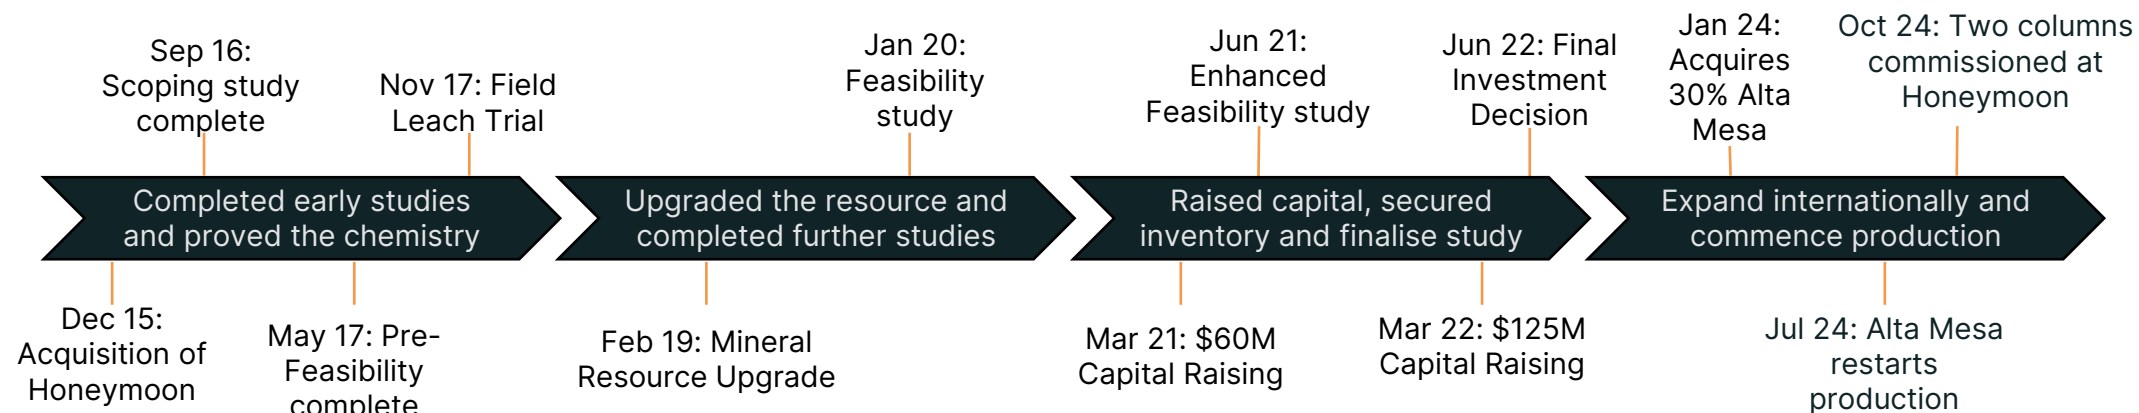 Sep 16:
Scoping study
complete
Nov 17: Field
Leach Trial
Jan 20:
Feasibility
study
Jun 21:
Enhanced
Feasibility study
Jun 22: Final
Investment
Decision
Jan 24:
Acquires
30% Alta
Mesa
Oct 24: Two columns
commissioned at
Honeymoon
Completed early studies
and proved the chemistry
Upgraded the resource and
completed further studies
Raised capital, secured
inventory and finalise study
Expand internationally and
commence production
Dec 15:
Acquisition of
Honeymoon
May 17: Pre-
Feasibility
complete
Feb 19: Mineral
Resource Upgrade
Mar 21: $60M
Capital Raising
Mar 22: $125M
Capital Raising
Jul 24: Alta Mesa
restarts
production